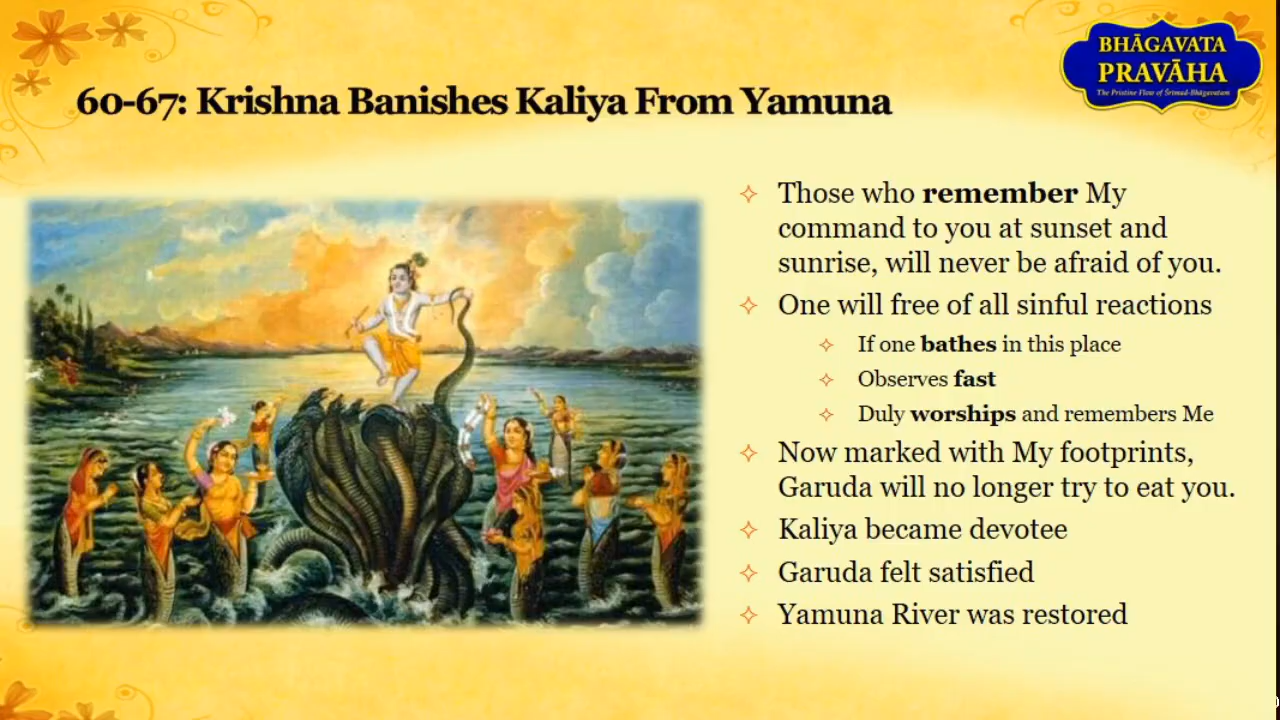 BHĀGAVATA
PRAVĀHA
The Pristine Flow of Śrīmad-Bhāgavatam
60-67: Krishna Banishes Kaliya From Yamuna
Those who remember My
command to you at sunset and
sunrise, will never be afraid of you.
One will free of all sinful reactions
If one bathes in this place
Observes fast
Duly worships and remembers Me
Now marked with My footprints,
Garuda will no longer try to eat you.
Kaliya became devotee
Garuda felt satisfied
Yamuna River was restored